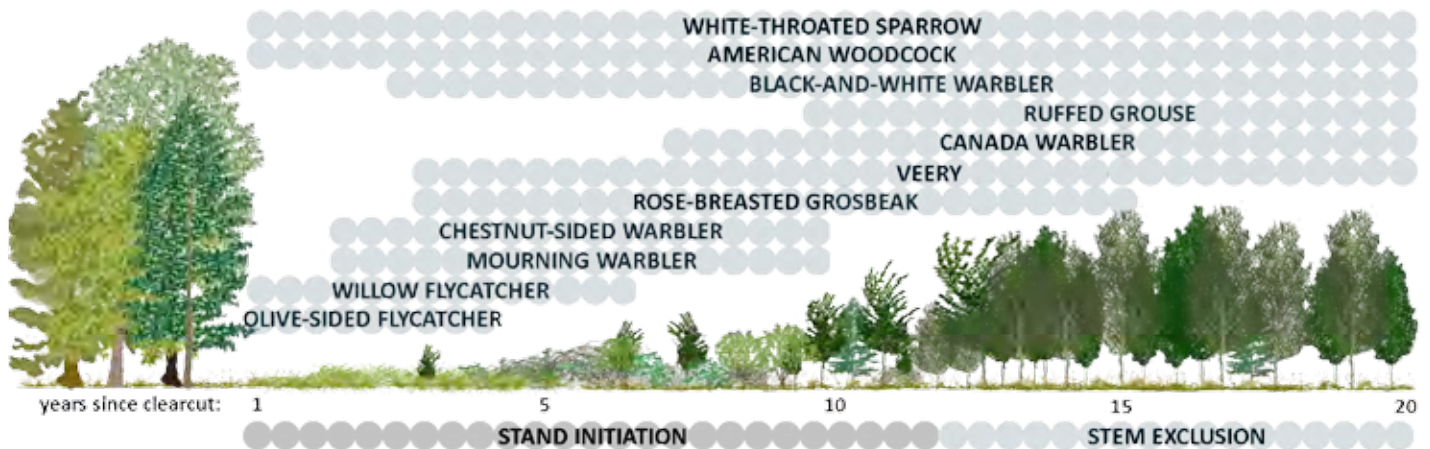 WHITE-THROATED SPARROW
AMERICAN WOODCOCK
BLACK-AND-WHITE WARBLER
RUFFED GROUSE
CANADA WARBLER
VEERY
ROSE-BREASTED GROSBEAK
CHESTNUT-SIDED WARBLER
MOURNING WARBLER
WILLOW FLYCATCHER
OLIVE-SIDED FLYCATCHER
years since clearcut: 1 5 10 15 20
STAND INITIATION STEM EXCLUSION